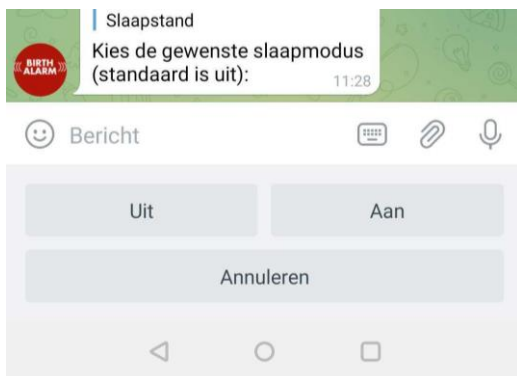 Slaapstand
Kies de gewenste slaapmodus
(standaard is uit):
11:28
BIRTH
ALARM
Bericht
Uit
Aan
Annuleren